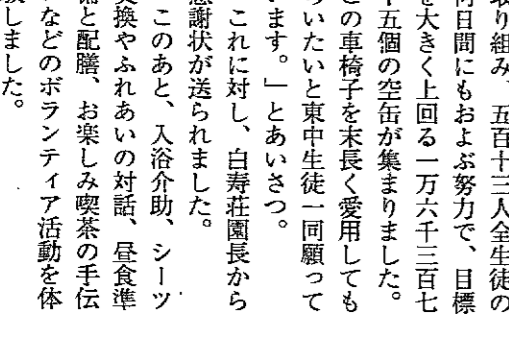 取り組み、五百十三人全生徒の
何日間にもおよぶ努力で、目標
を大きく上回る一万六千三百七
十五個の空缶が集まりました。
この車椅子を末長く愛用しても
らいたいと東中生徒一同願って
います。」とあいさつ。
これに対し、白寿荘園長から
感謝状が送られました。
このあと、入浴介助、シーツ
交換やふれあいの対話、昼食準
備と配膳、お楽しみ喫茶の手伝
いなどのボランティア活動を体
験しました。